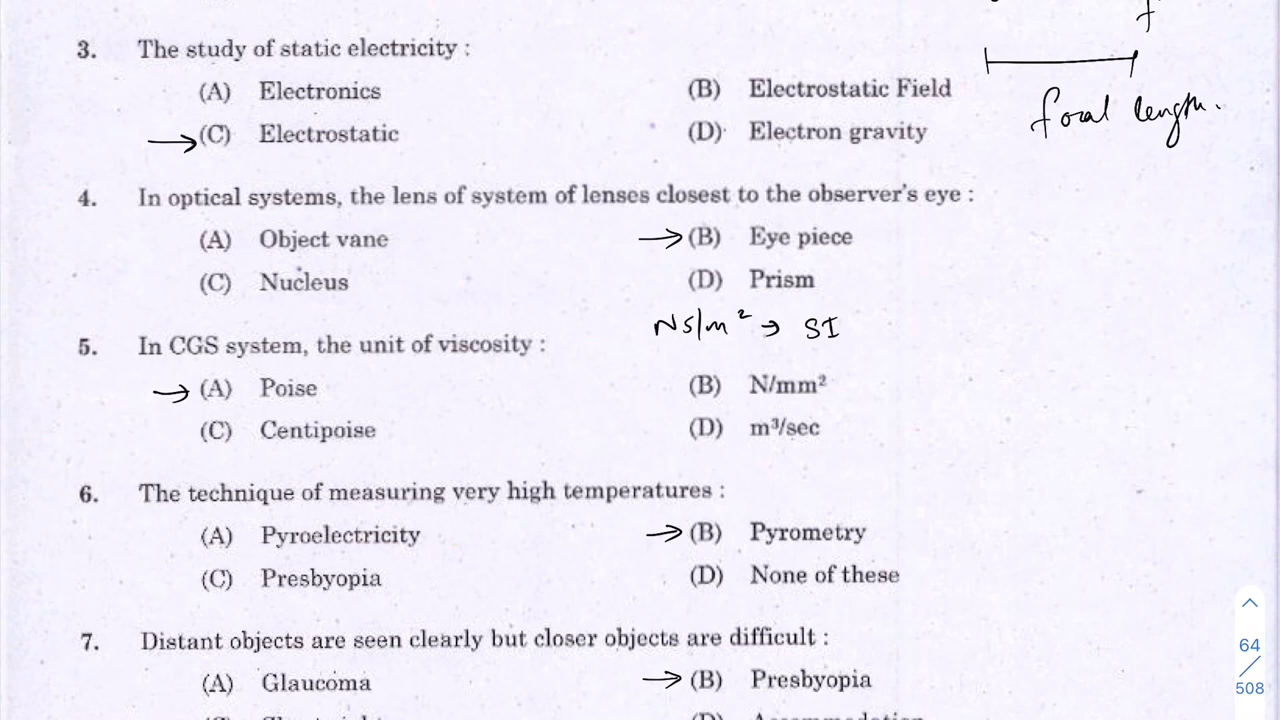 f
3. The study of static electricity :
(A) Electronics (B) Electrostatic Field
→(C) Electrostatic (D) Electron gravity
focal length.
4. In optical systems, the lens of system of lenses closest to the observer's eye :
(A) Object vane →(B) Eye piece
(C) Nucleus (D) Prism
Ns/m² → SI
5. In CGS system, the unit of viscosity :
→(A) Poise (B) N/mm²
(C) Centipoise (D) m³/sec
6. The technique of measuring very high temperatures :
(A) Pyroelectricity →(B) Pyrometry
(C) Presbyopia (D) None of these
7. Distant objects are seen clearly but closer objects are difficult :
(A) Glaucoma →(B) Presbyopia
(D) Accommodation
64
/
508